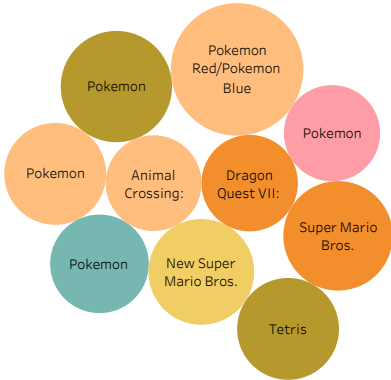 Pokemon
Red/Pokemon
Blue
Pokemon
Pokemon
Pokemon
Animal
Crossing:
Dragon
Quest VII:
Super Mario
Bros.
Pokemon
New Super
Mario Bros.
Tetris